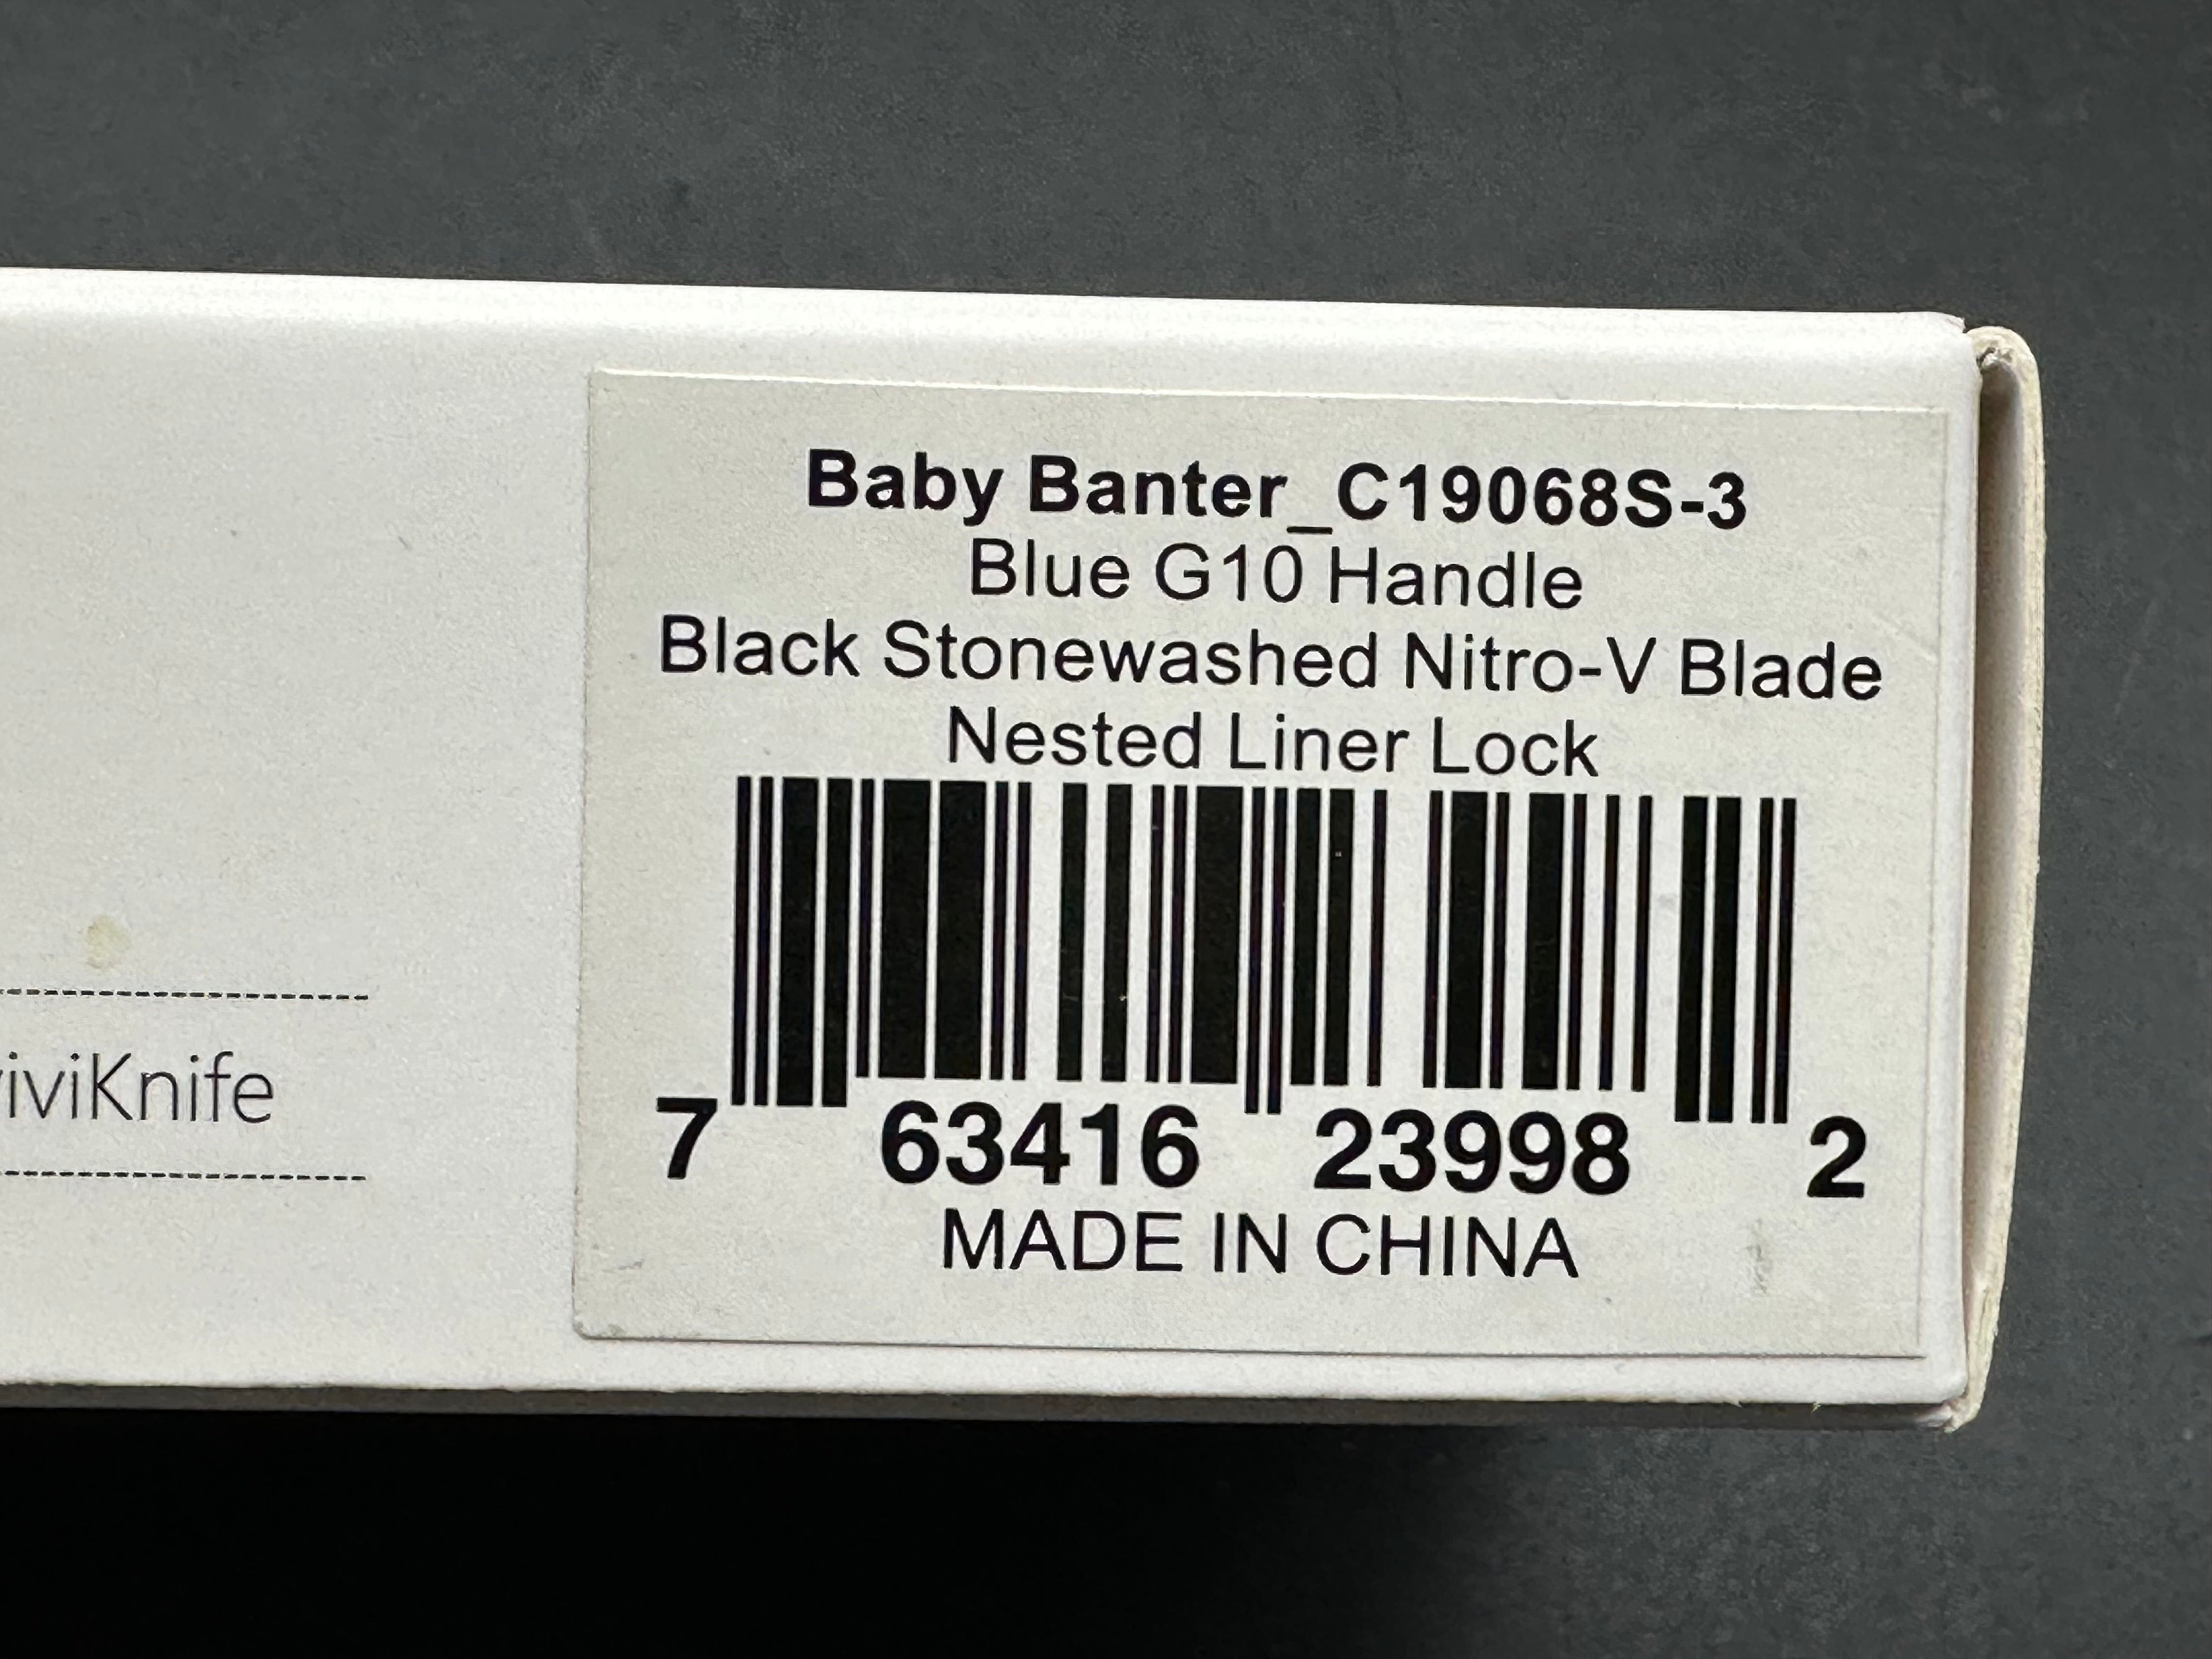 Baby Banter_C19068S-3
Blue G10 Handle
Black Stonewashed Nitro-V Blade
Nested Liner Lock
7 63416 23998 2
MADE IN CHINA
iviKnife